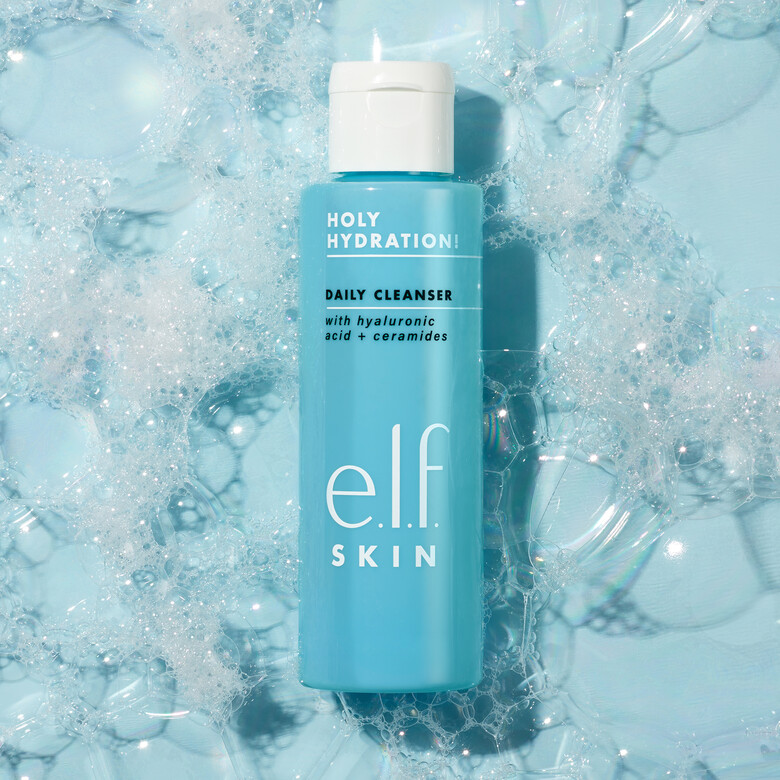 HOLY
HYDRATION!
DAILY CLEANSER
with hyaluronic
acid + ceramides
e.l.f.
SKIN